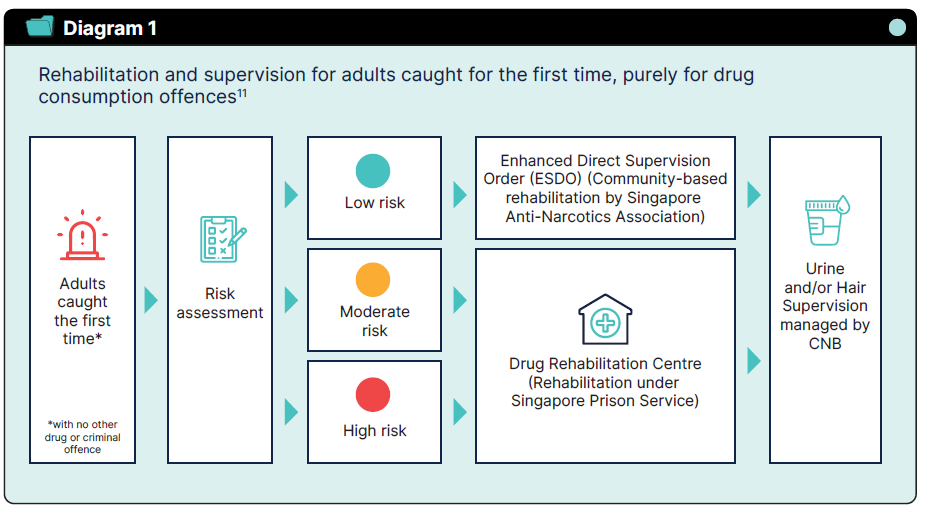 Diagram 1
Rehabilitation and supervision for adults caught for the first time, purely for drug
consumption offences¹¹
Adults
caught
the first
time*
*with no other
drug or criminal
offence
Risk
assessment
Low risk
Moderate
risk
High risk
Enhanced Direct Supervision
Order (ESDO) (Community-based
rehabilitation by Singapore
Anti-Narcotics Association)
Drug Rehabilitation Centre
(Rehabilitation under
Singapore Prison Service)
Urine
and/or Hair
Supervision
managed by
CNB